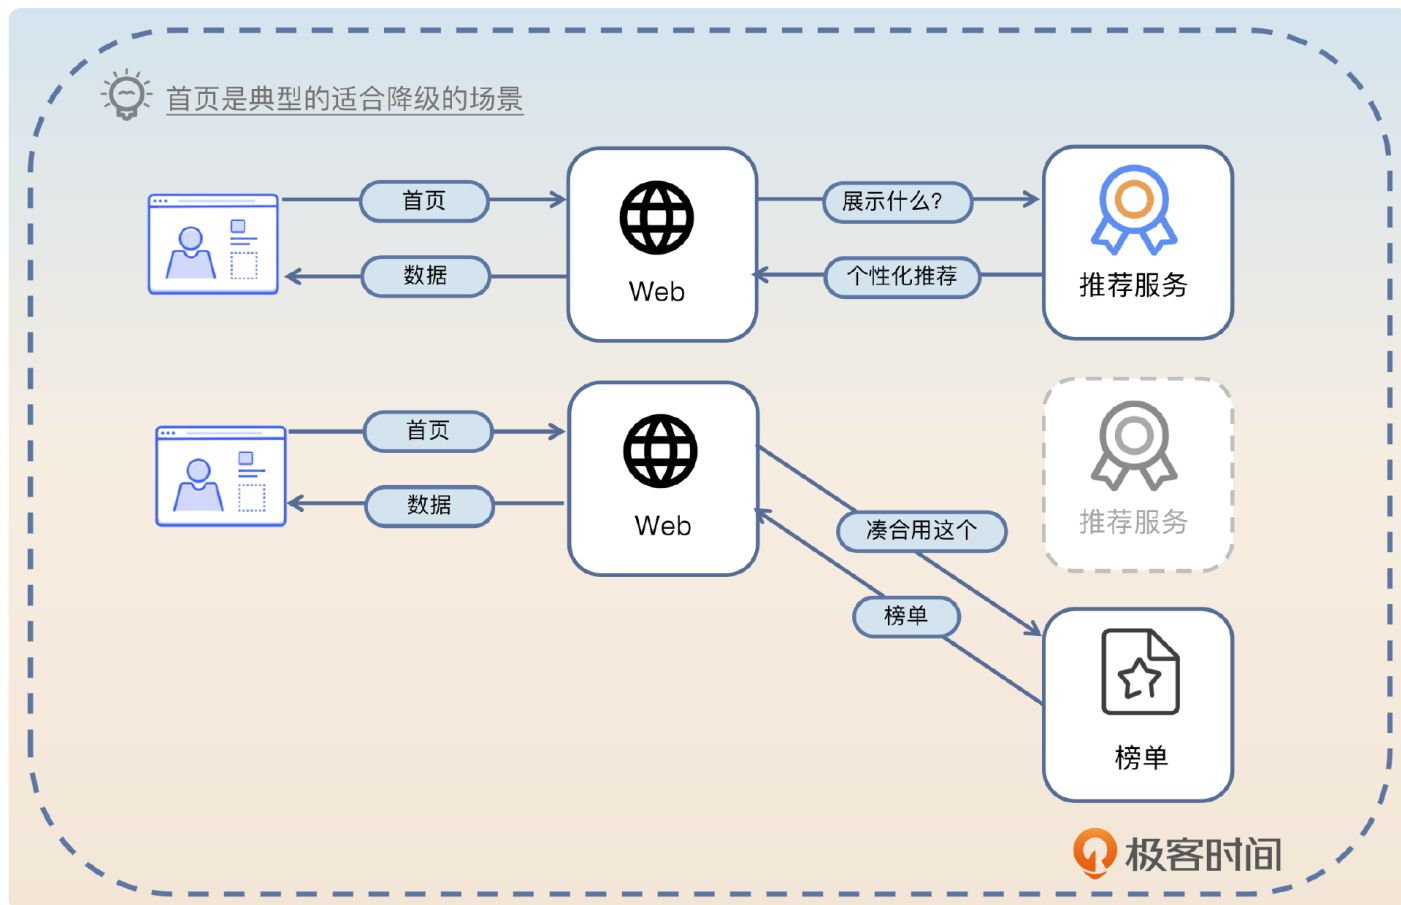 首页是典型的适合降级的场景
首页
展示什么？
数据
个性化推荐
Web
推荐服务
首页
数据
Web
凑合用这个
推荐服务
榜单
榜单
极客时间